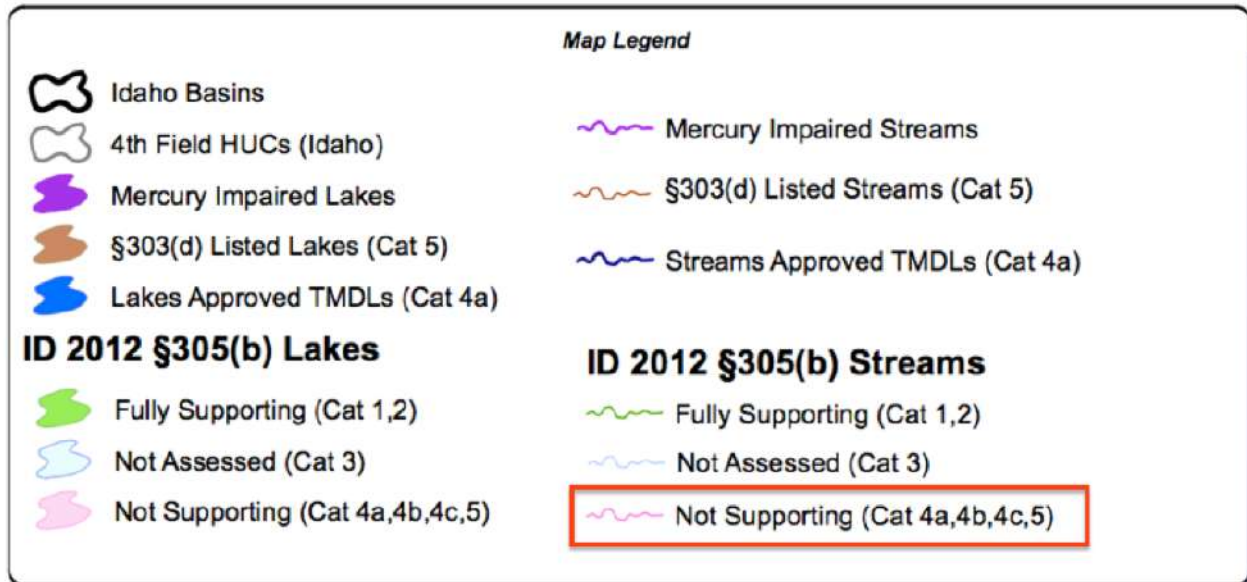 Map Legend
Idaho Basins
4th Field HUCs (Idaho)
Mercury Impaired Lakes
§303(d) Listed Lakes (Cat 5)
Lakes Approved TMDLs (Cat 4a)
Mercury Impaired Streams
§303(d) Listed Streams (Cat 5)
Streams Approved TMDLs (Cat 4a)
ID 2012 §305(b) Lakes
Fully Supporting (Cat 1,2)
Not Assessed (Cat 3)
Not Supporting (Cat 4a,4b,4c,5)
ID 2012 §305(b) Streams
Fully Supporting (Cat 1,2)
Not Assessed (Cat 3)
Not Supporting (Cat 4a,4b,4c,5)